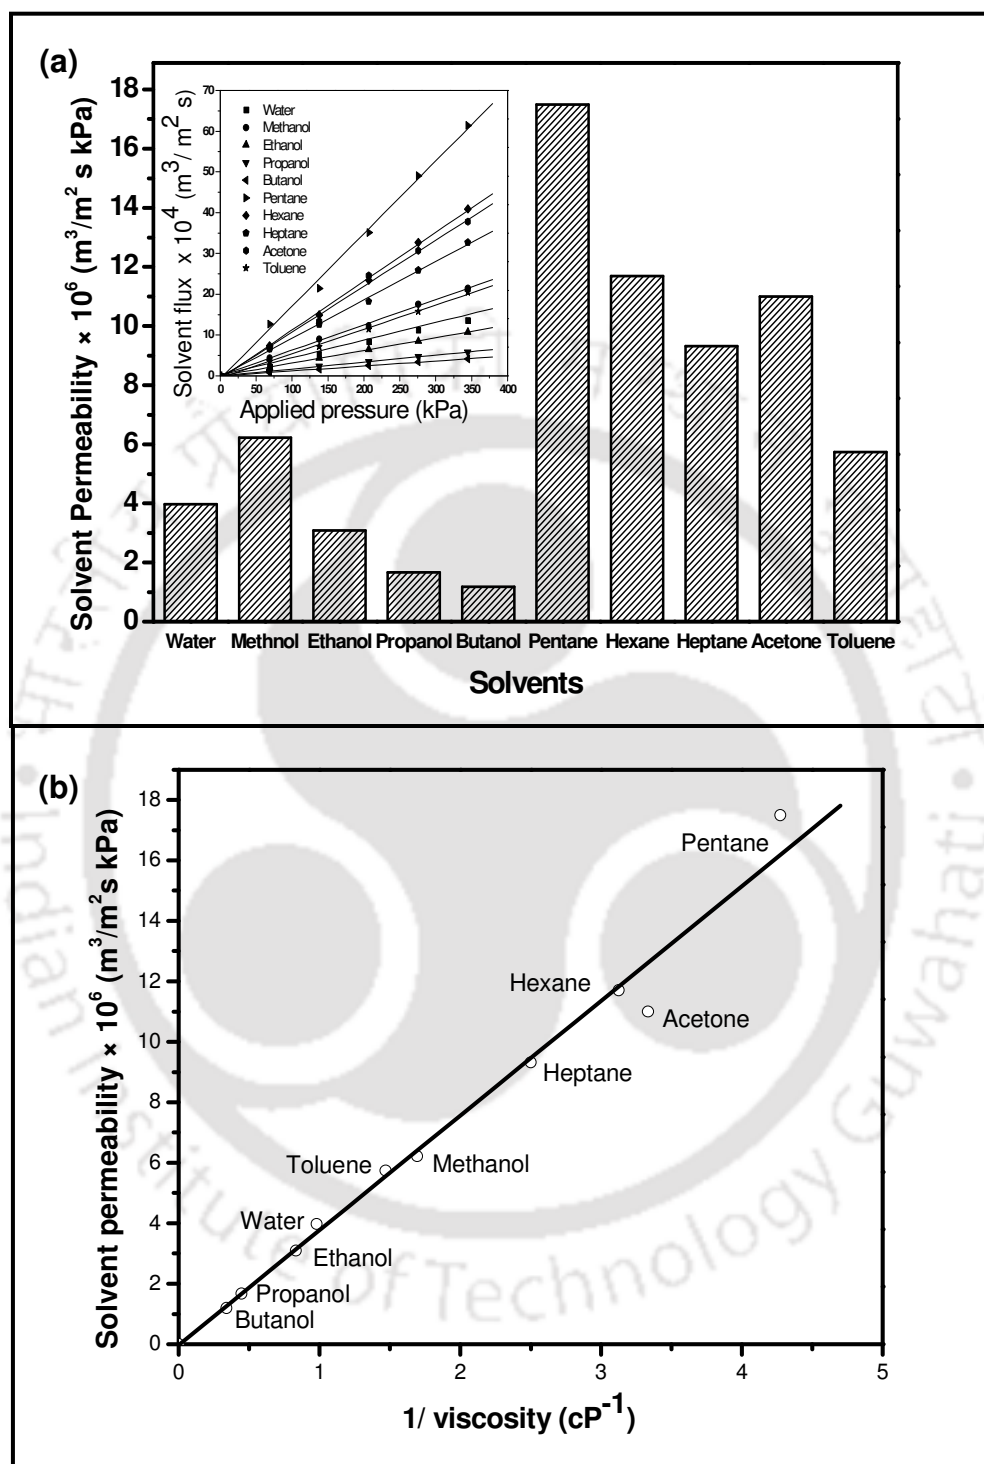 (a)
Solvent Permeability × 10⁶ (m³/m² s kPa)
18
16
14
12
10
8
6
4
2
0
Solvent flux x 10⁴ (m³/ m² s)
70
60
50
40
30
20
10
0
Water
Methanol
Ethanol
Propanol
Butanol
Pentane
Hexane
Heptane
Acetone
Toluene
0 50 100 150 200 250 300 350 400
Applied pressure (kPa)
Water Methnol Ethanol Propanol Butanol Pentane Hexane Heptane Acetone Toluene
Solvents
(b)
Solvent permeability × 10⁶ (m³/m²s kPa)
18
16
14
12
10
8
6
4
2
0
Pentane
Hexane
Acetone
Heptane
Toluene
Methanol
Water
Ethanol
Propanol
Butanol
0 1 2 3 4 5
1/ viscosity (cP⁻¹)
Indian Institute of Technology Guwahati